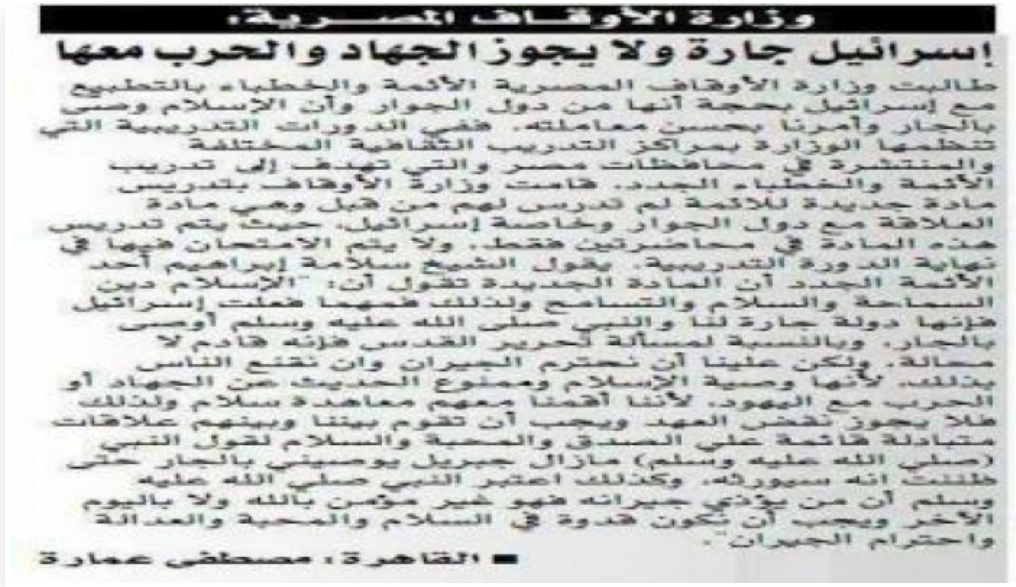 وزارة الأوقاف المصرية:
إسرائيل جارة ولا يجوز الجهاد والحرب معها
طالبت وزارة الأوقاف المصرية الأئمة والخطباء بالتطبيع
مع إسرائيل بحجة أنها من دول الجوار وأن الإسلام وصى
بالجار وأمرنا بحسن معاملته. ففي الدورات التدريبية التي
تنظمها الوزارة بمراكز التدريب الثقافية المختلفة
والمنتشرة في محافظات مصر والتي تهدف إلى تدريب
الأئمة والخطباء الجدد. قامت وزارة الأوقاف بتدريس
مادة جديدة للائمة لم تدرس لهم من قبل وهي مادة
العلاقة مع دول الجوار وخاصة إسرائيل. حيث يتم تدريس
هذه المادة في محاضرتين فقط. ولا يتم الامتحان فيها في
نهاية الدورة التدريبية. يقول الشيخ سلامة إبراهيم أحد
الأئمة الجدد أن المادة الجديدة تقول أن: "الإسلام دين
السماحة والسلام والتسامح ولذلك فمهما فعلت إسرائيل
فإنها دولة جارة لنا والنبي صلى الله عليه وسلم أوصى
بالجار. وبالنسبة لمسألة تحرير القدس فإنه قادم لا
محالة. ولكن علينا أن نحترم الجيران وان نقنع الناس
بذلك. لأنها وصية الإسلام وممنوع الحديث عن الجهاد أو
الحرب مع اليهود. لأننا أقمنا معهم معاهدة سلام ولذلك
فلا يجوز نقض العهد ويجب أن تقوم بيننا وبينهم علاقات
متبادلة قائمة على الصدق والمحبة والسلام لقول النبي
(صلى الله عليه وسلم) مازال جبريل يوصيني بالجار حتى
ظننت انه سيورثه. وكذلك اعتبر النبي صلى الله عليه
وسلم أن من يؤذي جيرانه فهو غير مؤمن بالله ولا باليوم
الآخر ويجب أن نكون قدوة في السلام والمحبة والعدالة
واحترام الجيران".
■ القاهرة: مصطفى عمارة